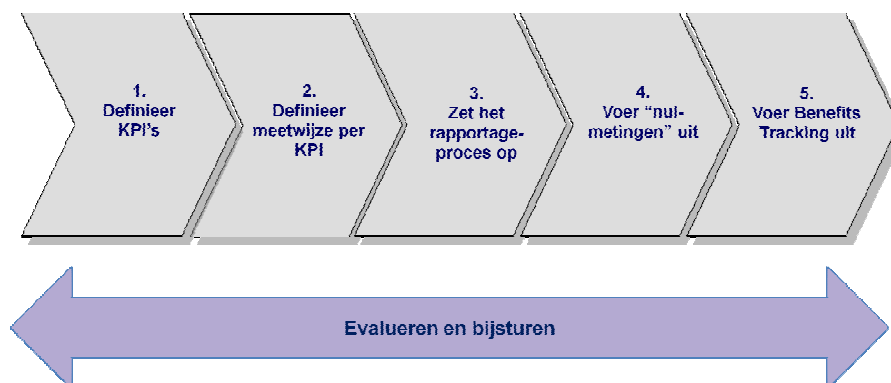 1.
Definieer
KPI's
2.
Definieer
meetwijze per
KPI
3.
Zet het
rapportage-
proces op
4.
Voer “nul-
metingen” uit
5.
Voer Benefits
Tracking uit
Evalueren en bijsturen